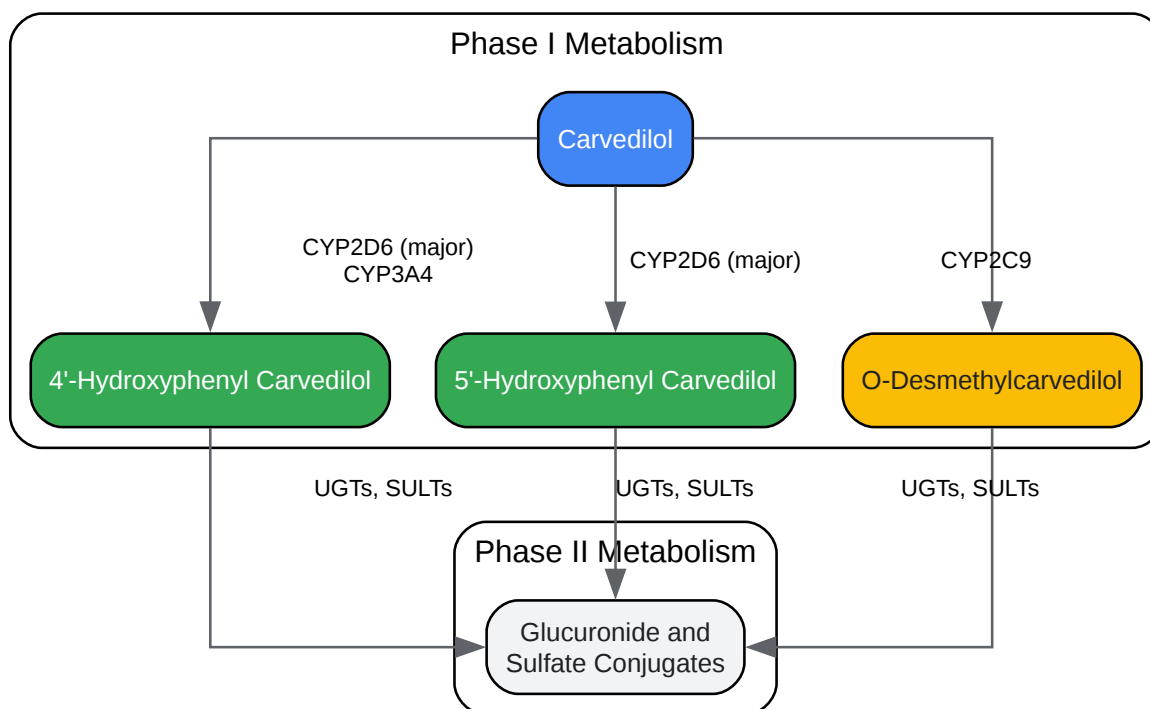 Phase I Metabolism
Carvedilol
CYP2D6 (major)
CYP3A4
CYP2D6 (major)
CYP2C9
4'-Hydroxyphenyl Carvedilol
5'-Hydroxyphenyl Carvedilol
O-Desmethylcarvedilol
UGTs, SULTs
UGTs, SULTs
UGTs, SULTs
Phase II Metabolism
Glucuronide and
Sulfate Conjugates